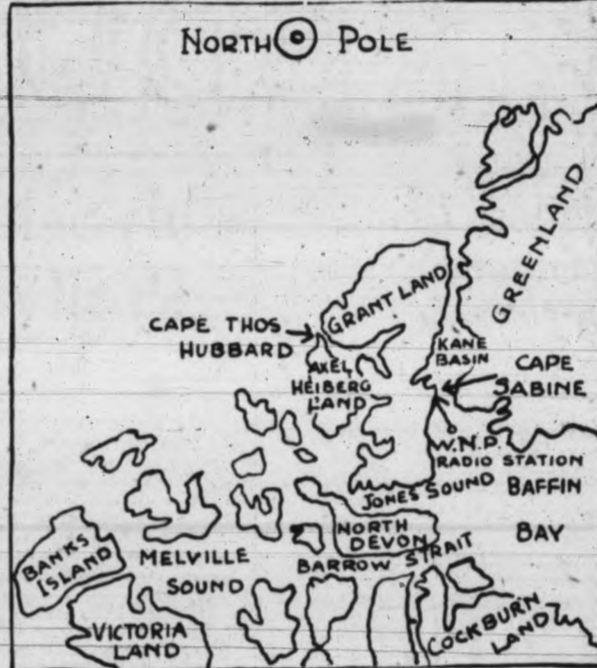 NORTH POLE
GREENLAND
GRANT LAND
CAPE THOS
HUBBARD
KANE
BASIN
AXEL
HEIBERG
LAND
CAPE
SABINE
W.N.P.
RADIO STATION
JONES SOUND
BAFFIN
BAY
NORTH
DEVON
BARROW STRAIT
BANKS
ISLAND
MELVILLE
SOUND
VICTORIA
LAND
COCKBURN
LAND